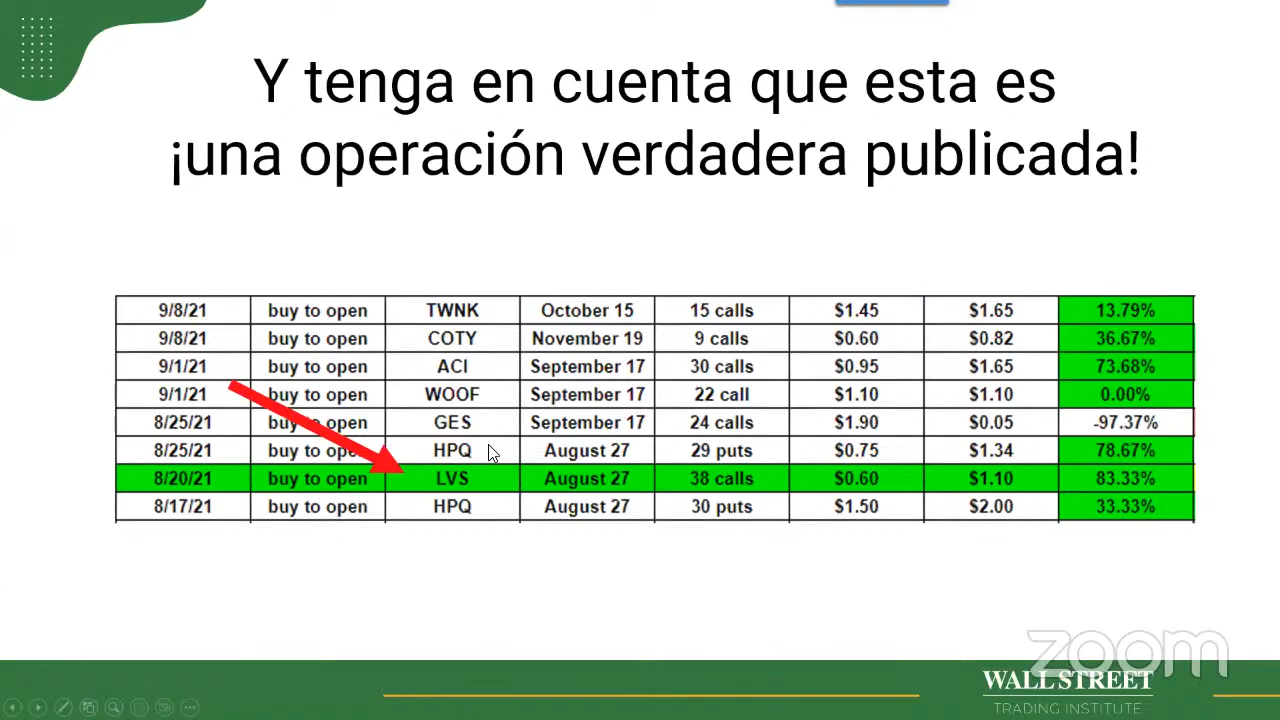 Y tenga en cuenta que esta es
¡una operación verdadera publicada!
9/8/21 buy to open TWNK October 15 15 calls $1.45 $1.65 13.79%
9/8/21 buy to open COTY November 19 9 calls $0.60 $0.82 36.67%
9/1/21 buy to open ACI September 17 30 calls $0.95 $1.65 73.68%
9/1/21 buy to open WOOF September 17 22 call $1.10 $1.10 0.00%
8/25/21 buy to open GES September 17 24 calls $1.90 $0.05 -97.37%
8/25/21 buy to open HPQ August 27 29 puts $0.75 $1.34 78.67%
8/20/21 buy to open LVS August 27 38 calls $0.60 $1.10 83.33%
8/17/21 buy to open HPQ August 27 30 puts $1.50 $2.00 33.33%
zoom
WALL STREET
TRADING INSTITUTE